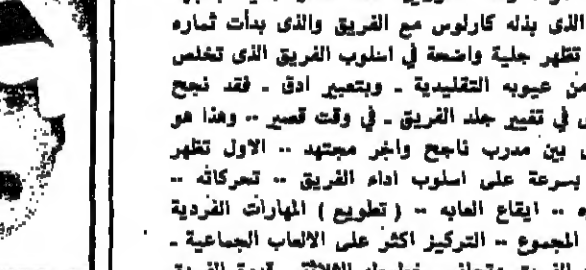 الذى بذله كارلوس مع الفريق والذى بدأت ثماره
تظهر جلية واضحة في اسلوب الفريق الذى تخلص
من عيوبه التقليدية ـ وبتعبير ادق ـ فقد نجح
في تغيير جلد الفريق ـ في وقت قصير .. وهذا هو
بين مدرب ناجح واخر مجتهد .. الاول تظهر
بسرعة على اسلوب اداء الفريق .. تحركاته ..
.. ايقاع العابه .. ( تطويع ) المهارات الفردية
المجموع .. التركيز اكثر على الالعاب الجماعية ـ